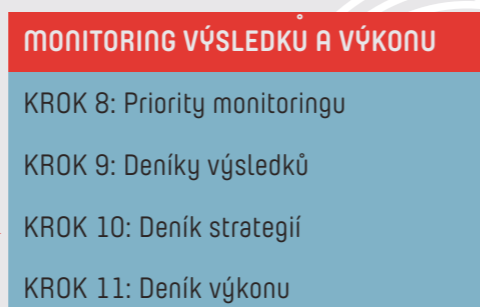 MONITORING VÝSLEDKŮ A VÝKONU
KROK 8: Priority monitoringu
KROK 9: Deníky výsledků
KROK 10: Deník strategií
KROK 11: Deník výkonu